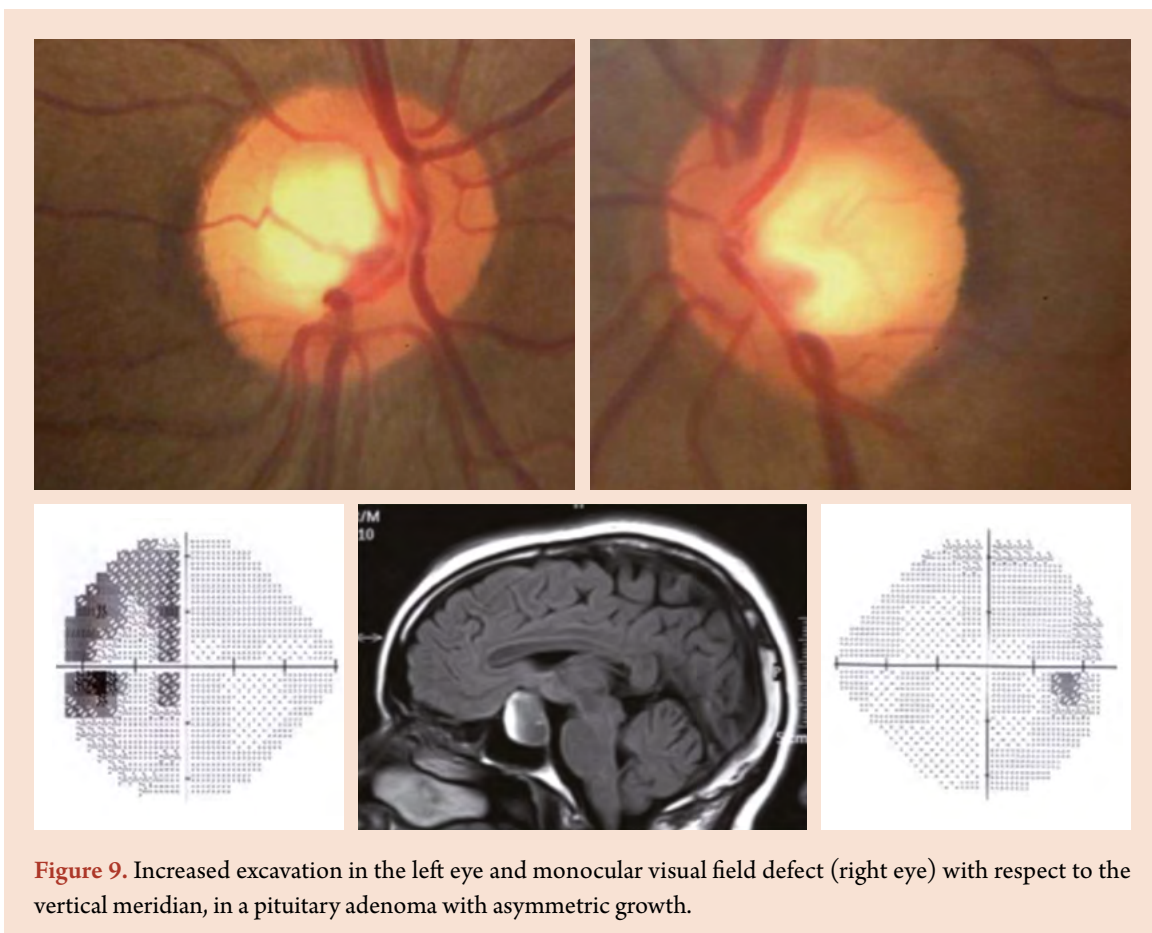 /M
10
Figure 9. Increased excavation in the left eye and monocular visual field defect (right eye) with respect to the
vertical meridian, in a pituitary adenoma with asymmetric growth.